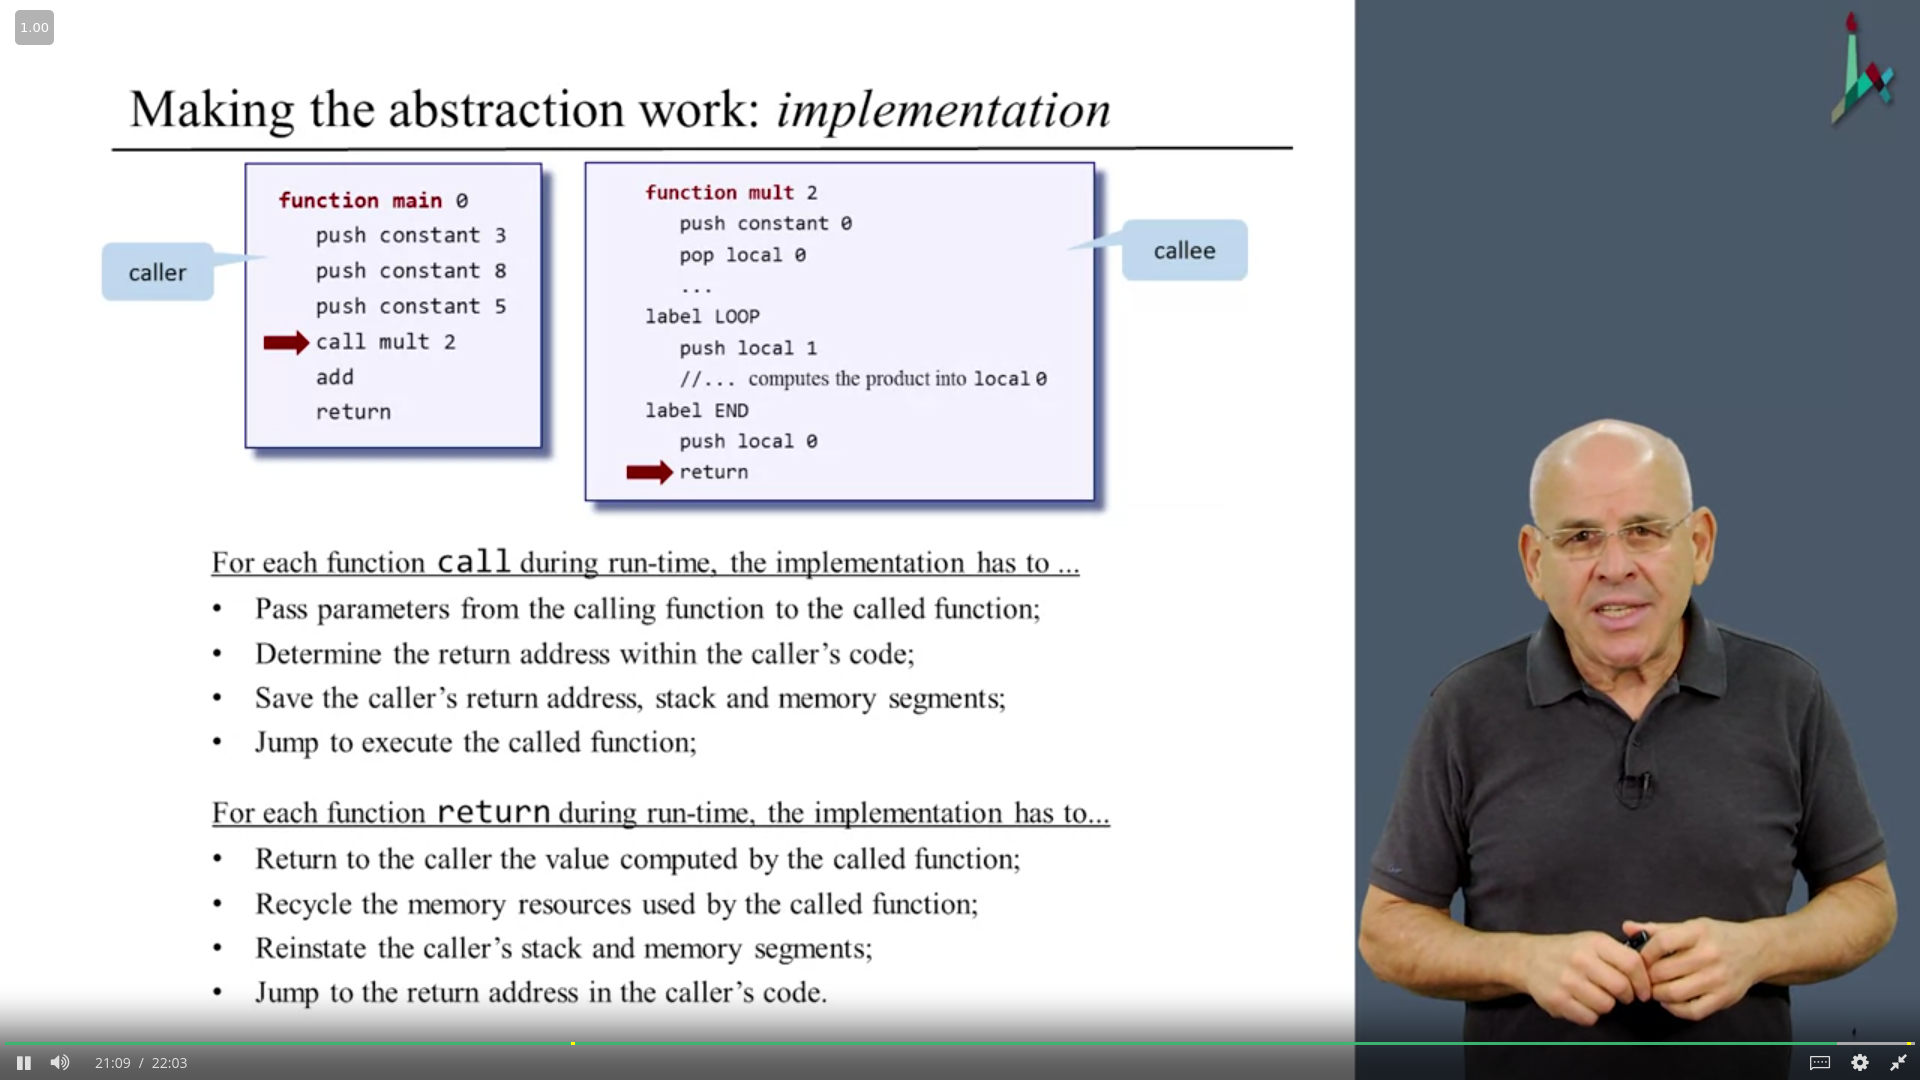 1.00
Making the abstraction work: implementation
caller
function main 0
push constant 3
push constant 8
push constant 5
call mult 2
add
return
function mult 2
push constant 0
pop local 0
...
label LOOP
push local 1
//... computes the product into local 0
label END
push local 0
return
callee
For each function call during run-time, the implementation has to ...
• Pass parameters from the calling function to the called function;
• Determine the return address within the caller’s code;
• Save the caller’s return address, stack and memory segments;
• Jump to execute the called function;
For each function return during run-time, the implementation has to...
• Return to the caller the value computed by the called function;
• Recycle the memory resources used by the called function;
• Reinstate the caller’s stack and memory segments;
• Jump to the return address in the caller’s code.
21:09 / 22:03